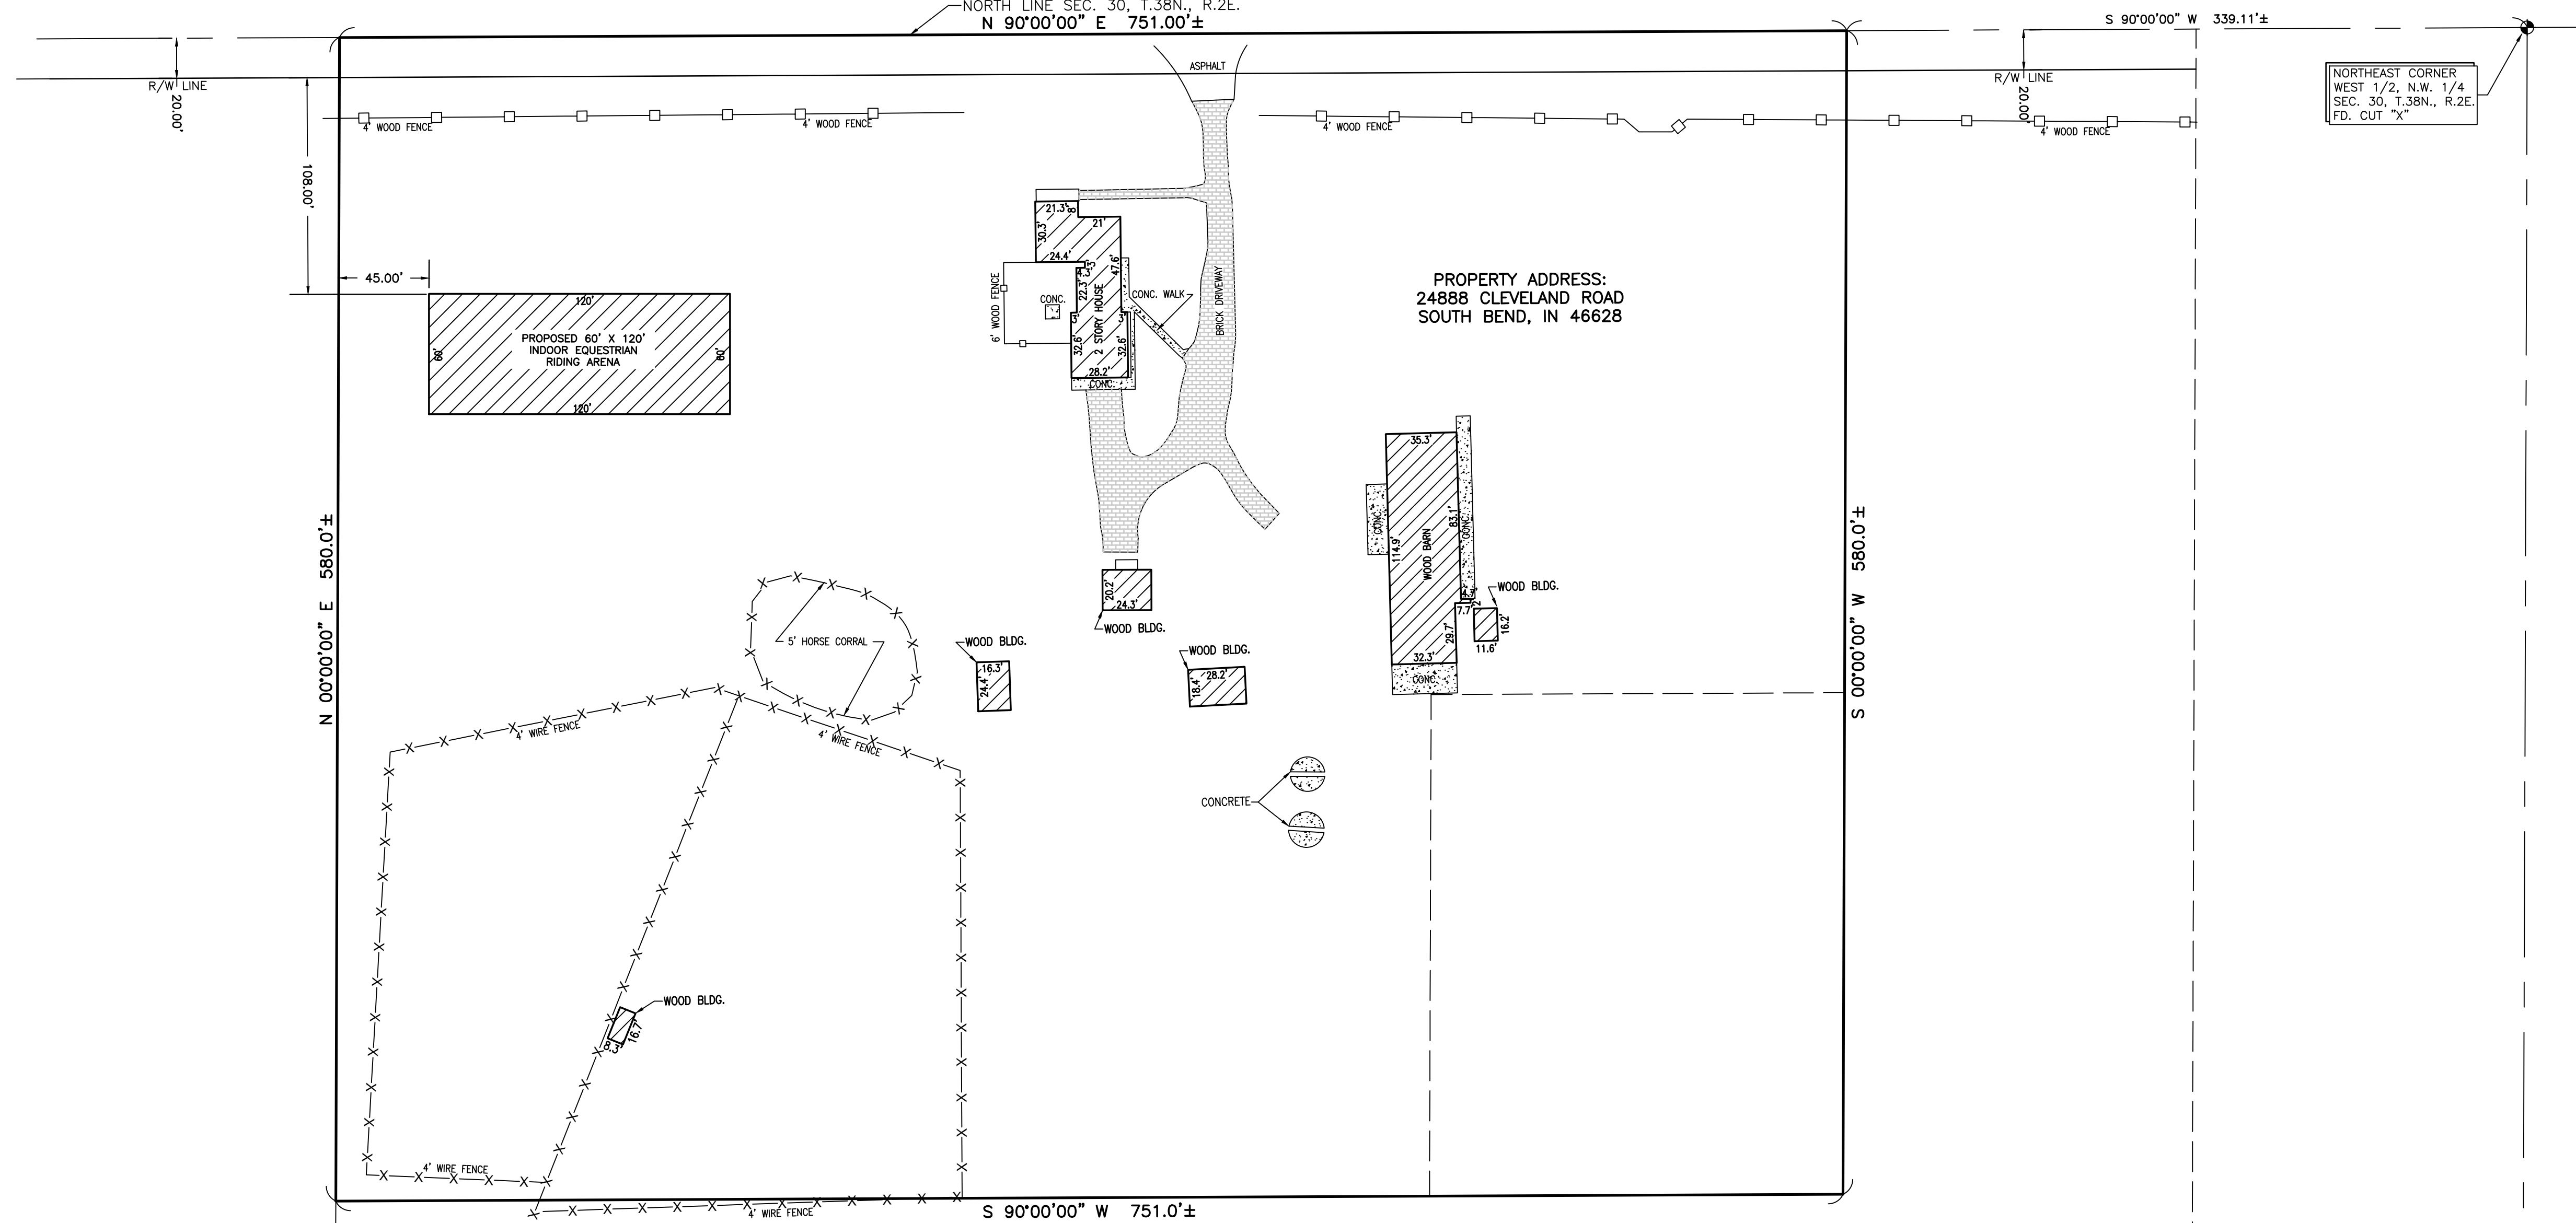 NORTH LINE SEC. 30, T.38N., R.2E.
N 90°00'00" E 751.00'±
S 90°00'00" W 339.11'±
R/W LINE
20.00'
R/W LINE
20.00'
NORTHEAST CORNER
WEST 1/2, N.W. 1/4
SEC. 30, T.38N., R.2E.
FD. CUT "X"
ASPHALT
4' WOOD FENCE
4' WOOD FENCE
4' WOOD FENCE
4' WOOD FENCE
108.00'
45.00'
120'
60'
PROPOSED 60' X 120'
INDOOR EQUESTRIAN
RIDING ARENA
60'
120'
21.3'
8'
21'
30.3'
24.4'
4.3'
3'
47.6'
22.3'
6' WOOD FENCE
CONC.
2 STORY HOUSE
3'
3'
32.6'
32.6'
28.2'
CONC.
CONC. WALK
BRICK DRIVEWAY
PROPERTY ADDRESS:
24888 CLEVELAND ROAD
SOUTH BEND, IN 46628
35.3'
CONC.
114.9'
WOOD BARN
83.1'
CONC.
4.7'
2'
7.7'
29.7'
32.3'
CONC.
WOOD BLDG.
16.2'
11.6'
N 00°00'00" E 580.0'±
S 00°00'00" W 580.0'±
20.2'
24.3'
WOOD BLDG.
5' HORSE CORRAL
WOOD BLDG.
16.3'
24.4'
WOOD BLDG.
28.2'
18.4'
4' WIRE FENCE
4' WIRE FENCE
CONCRETE
WOOD BLDG.
16.7'
8.3'
4' WIRE FENCE
4' WIRE FENCE
S 90°00'00" W 751.0'±